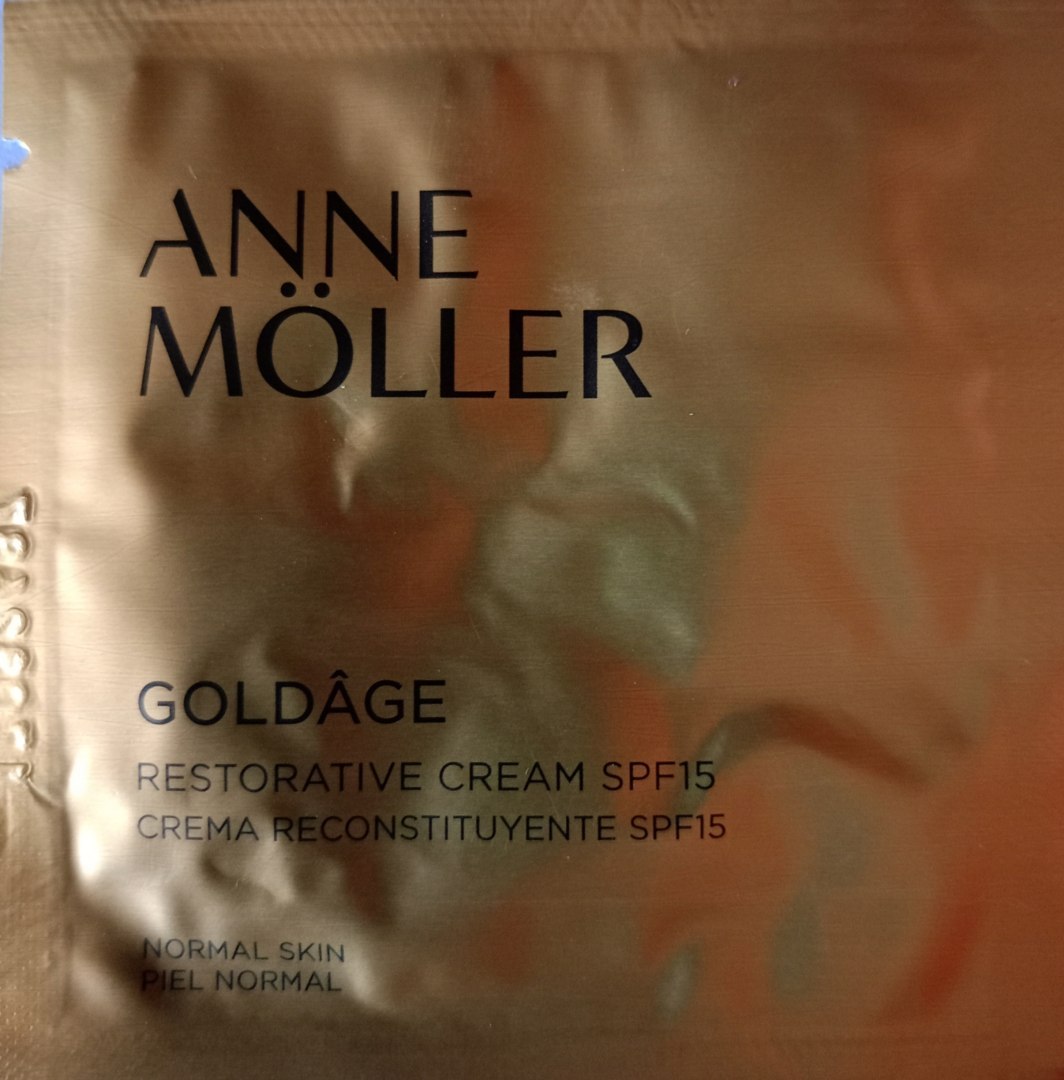 ANNE
MÖLLER
GOLDÂGE
RESTORATIVE CREAM SPF15
CREMA RECONSTITUYENTE SPF15
NORMAL SKIN
PIEL NORMAL